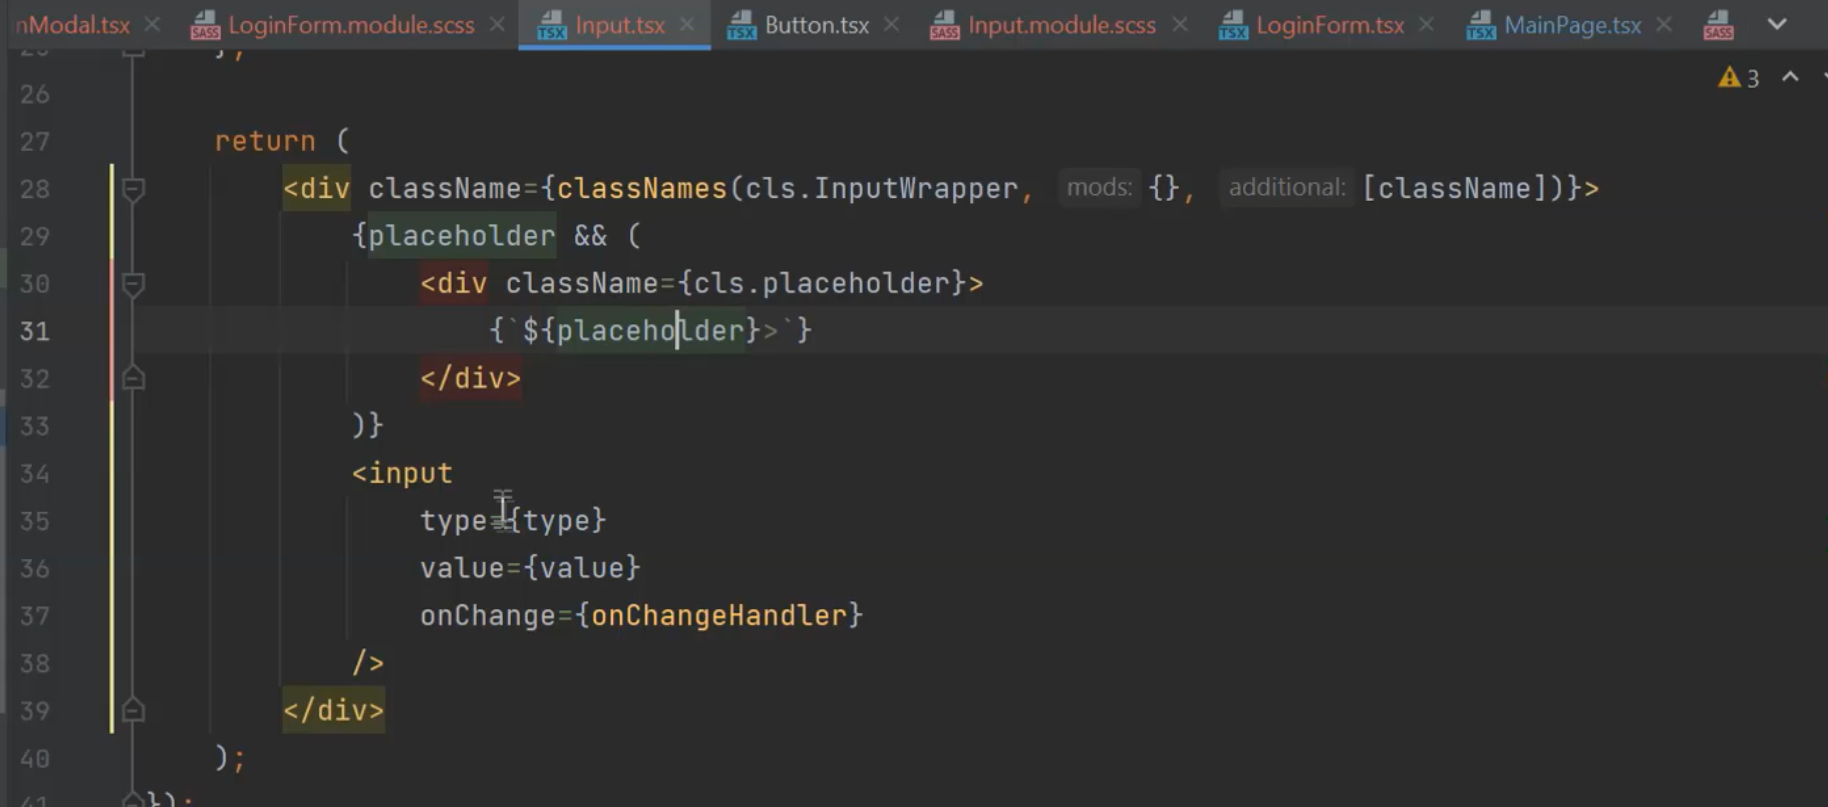 nModal.tsx LoginForm.module.scss Input.tsx Button.tsx Input.module.scss LoginForm.tsx MainPage.tsx
};
26
3
27 return (
28 <div className={classNames(cls.InputWrapper, mods: {}, additional: [className])}>
29 {placeholder && (
30 <div className={cls.placeholder}>
31 {`${placeholder}>`}
32 </div>
33 )}
34 <input
35 type={type}
36 value={value}
37 onChange={onChangeHandler}
38 />
39 </div>
40 );
41 });